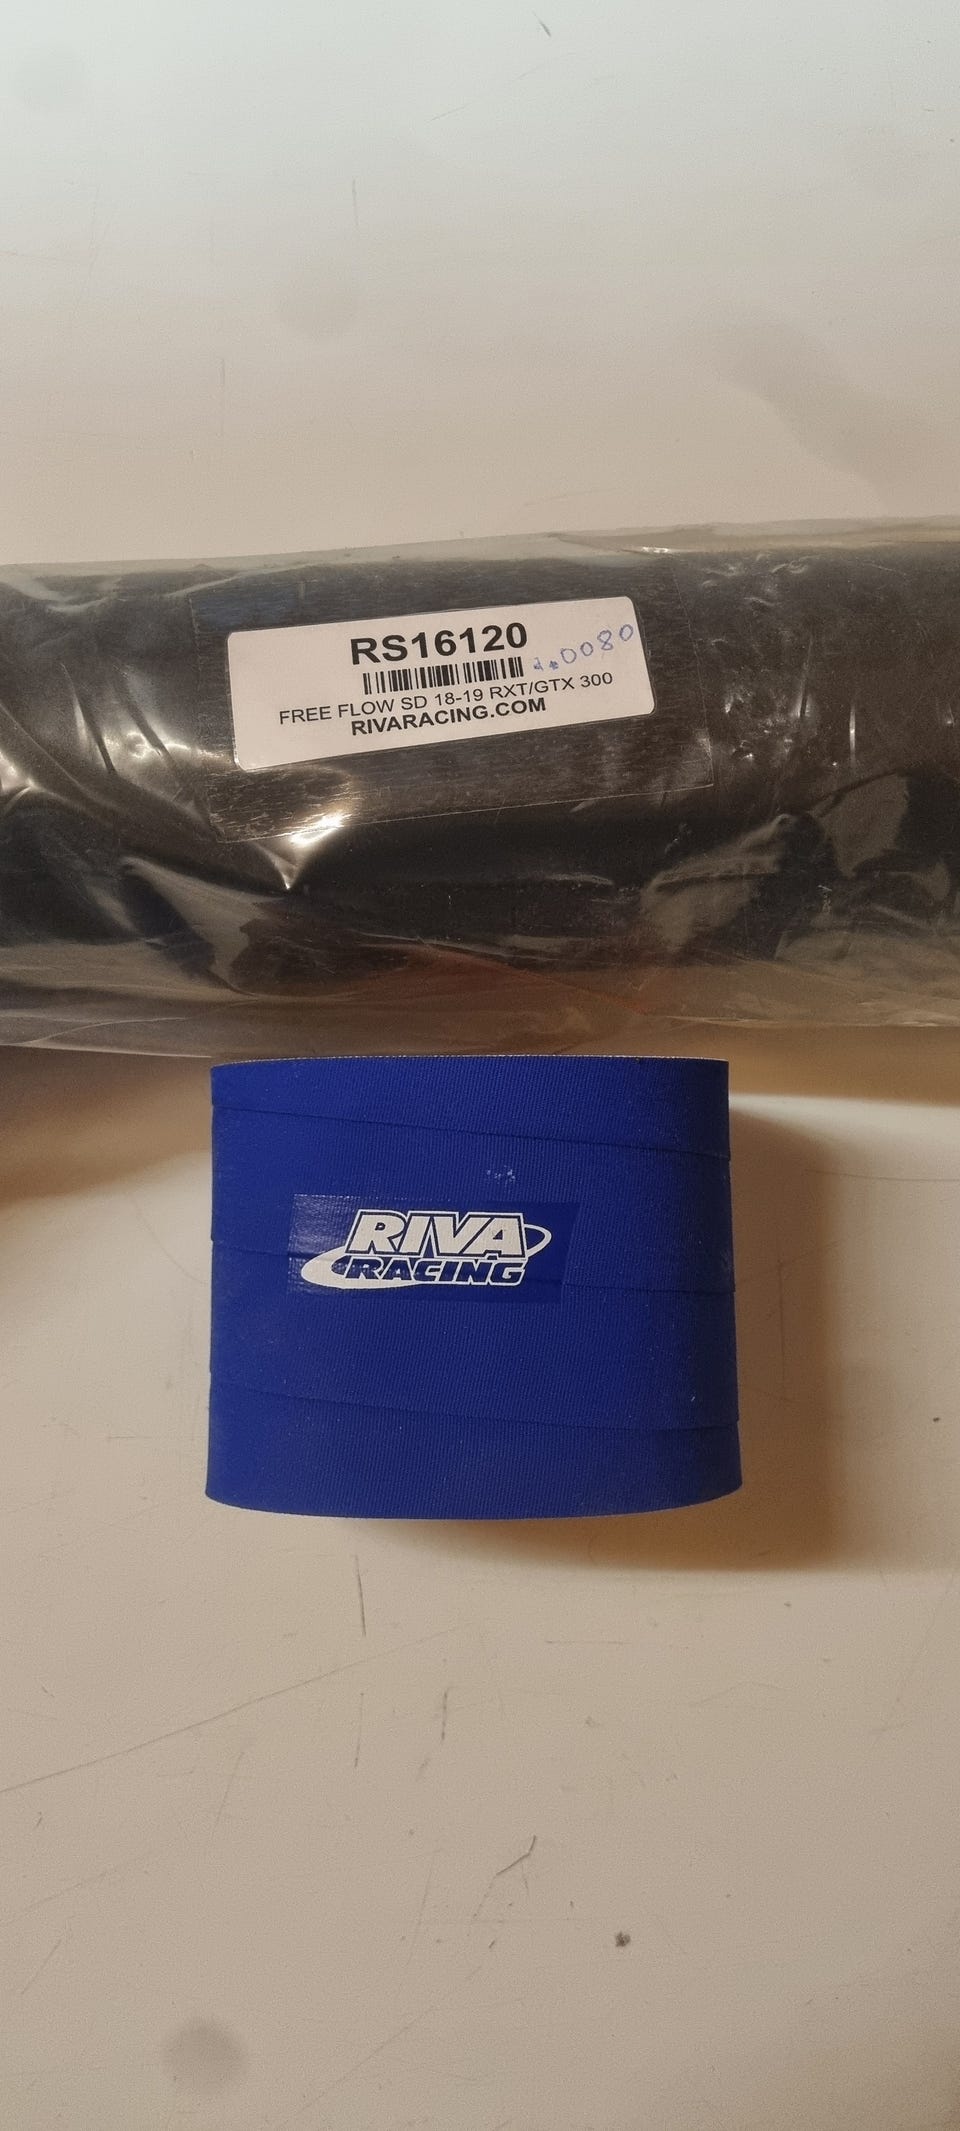 RS16120
FREE FLOW SD 18-19 RXT/GTX 300
RIVARACING.COM
RIVA
RACING